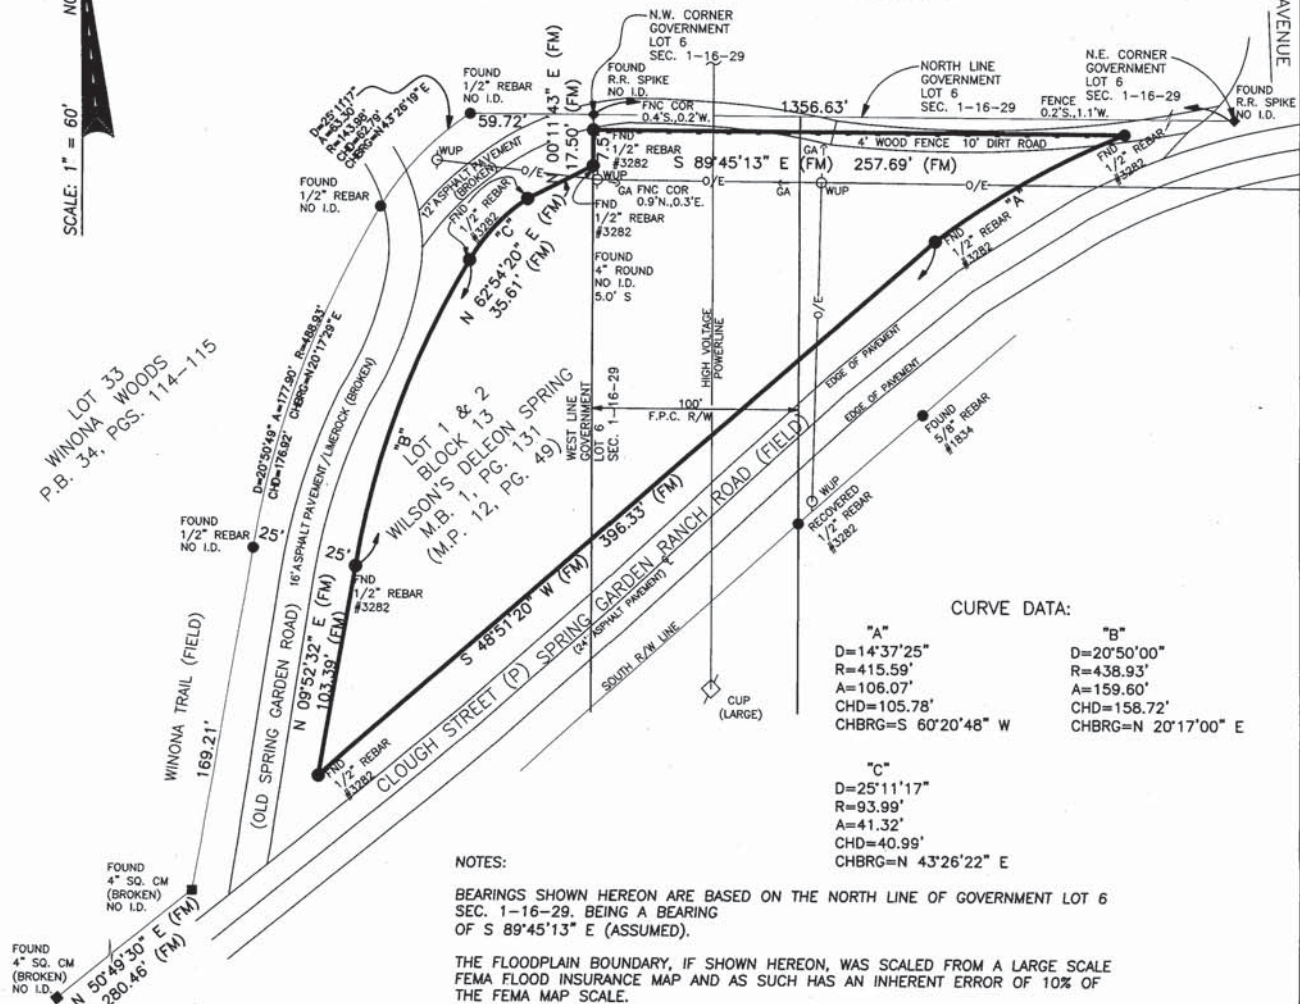 SCALE: 1" = 60'
NO
N.W. CORNER
GOVERNMENT
LOT 6
SEC. 1-16-29
AVENUE
FOUND
1/2" REBAR
NO I.D.
FOUND
R.R. SPIKE
NO I.D.
NORTH LINE
GOVERNMENT
LOT 6
SEC. 1-16-29
N.E. CORNER
GOVERNMENT
LOT 6
SEC. 1-16-29
FOUND
R.R. SPIKE
NO I.D.
D=25°11'17"
A=63.30'
R=143.98'
CHD=62.79'
CHBRG=N43°26'19"E
59.72'
N 00°11'43" E (FM)
17.50' (FM)
FNC COR
0.4'S.,0.2'W.
1356.63'
FENCE
0.2'S.,1.1'W.
WUP
12' ASPHALT PAVEMENT
(BROKEN)
O/E
FND
1/2" REBAR
#3282
7.5'
GA
4' WOOD FENCE
10' DIRT ROAD
FND
1/2" REBAR
#3282
S 89°45'13" E (FM) 257.69' (FM)
FOUND
1/2" REBAR
NO I.D.
FND
1/2" REBAR
#3282
WUP
GA
FNC COR
0.9'N.,0.3'E.
O/E
GA
WUP
O/E
FND
1/2" REBAR
#3282
"A"
"C"
N 62°54'20" E (FM)
35.61' (FM)
FND
1/2" REBAR
#3282
FOUND
4" ROUND
NO I.D.
5.0' S
O/E
D=20°50'49" A=177.90' R=488.93'
CHD=176.92' CHBRG=N20°17'29"E
HIGH VOLTAGE
POWERLINE
EDGE OF PAVEMENT
EDGE OF PAVEMENT
LOT 33
WINONA WOODS
P.B. 34, PGS. 114-115
16' ASPHALT PAVEMENT/LIMEROCK (BROKEN)
"B"
LOT 1 & 2
BLOCK 13
WILSON'S DELEON SPRING
M.B. 1, PG. 131
(M.P. 12, PG. 49)
WEST LINE
GOVERNMENT
LOT 6
SEC. 1-16-29
100'
F.P.C. R/W
FOUND
5/8" REBAR
#1834
WUP
RECOVERED
1/2" REBAR
#3282
FOUND
1/2" REBAR
NO I.D.
25'
25'
FND
1/2" REBAR
#3282
S 48°51'20" W (FM) 396.33' (FM)
CLOUGH STREET (P) SPRING GARDEN RANCH ROAD (FIELD)
(24' ASPHALT PAVEMENT)
SOUTH R/W LINE
CUP
(LARGE)
WINONA TRAIL (FIELD)
169.21'
(OLD SPRING GARDEN ROAD)
N 09°52'32" E (FM)
103.39' (FM)
FND
1/2" REBAR
#3282
CURVE DATA:
"A"
D=14°37'25"
R=415.59'
A=106.07'
CHD=105.78'
CHBRG=S 60°20'48" W
"B"
D=20°50'00"
R=438.93'
A=159.60'
CHD=158.72'
CHBRG=N 20°17'00" E
"C"
D=25°11'17"
R=93.99'
A=41.32'
CHD=40.99'
CHBRG=N 43°26'22" E
FOUND
4" SQ. CM
(BROKEN)
NO I.D.
FOUND
4" SQ. CM
(BROKEN)
NO I.D.
N 50°49'30" E (FM)
280.46' (FM)
NOTES:
BEARINGS SHOWN HEREON ARE BASED ON THE NORTH LINE OF GOVERNMENT LOT 6
SEC. 1-16-29. BEING A BEARING
OF S 89°45'13" E (ASSUMED).
THE FLOODPLAIN BOUNDARY, IF SHOWN HEREON, WAS SCALED FROM A LARGE SCALE
FEMA FLOOD INSURANCE MAP AND AS SUCH HAS AN INHERENT ERROR OF 10% OF
THE FEMA MAP SCALE.